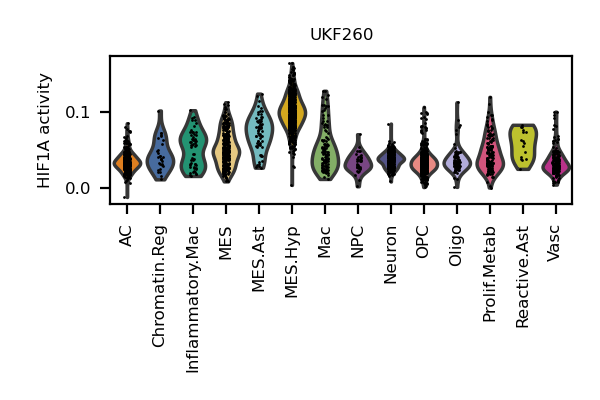 UKF260
HIF1A activity
0.1
0.0
AC
Chromatin.Reg
Inflammatory.Mac
MES
MES.Ast
MES.Hyp
Mac
NPC
Neuron
OPC
Oligo
Prolif.Metab
Reactive.Ast
Vasc